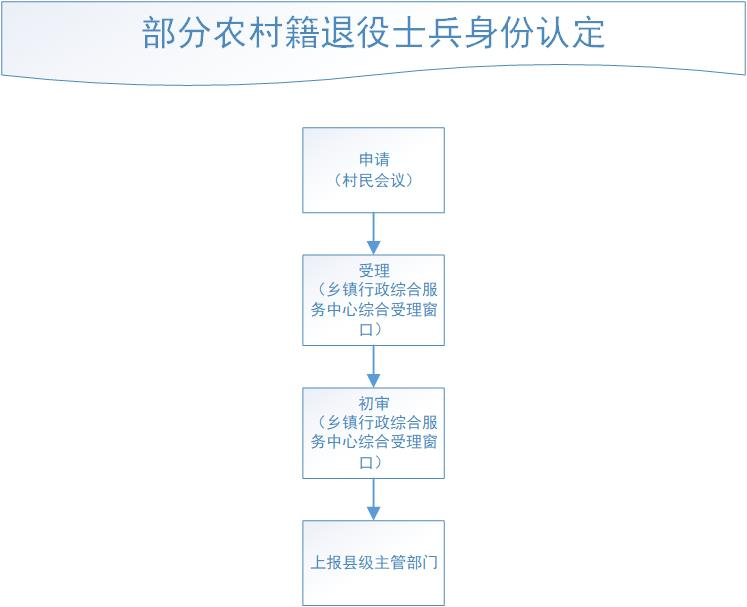 部分农村籍退役士兵身份认定
申请
（村民会议）
受理
（乡镇行政综合服
务中心综合受理窗
口）
初审
（乡镇行政综合服
务中心综合受理窗
口）
上报县级主管部门